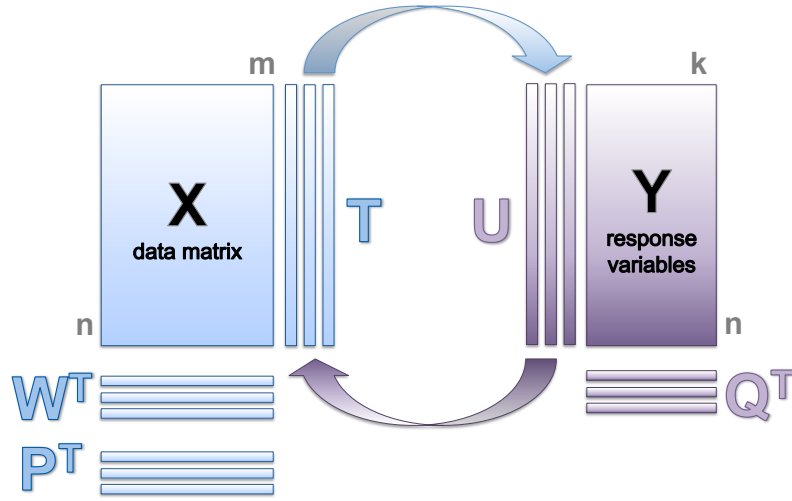 m
k
X
data matrix
T
U
Y
response
variables
n
n
Wᵀ
Qᵀ
Pᵀ